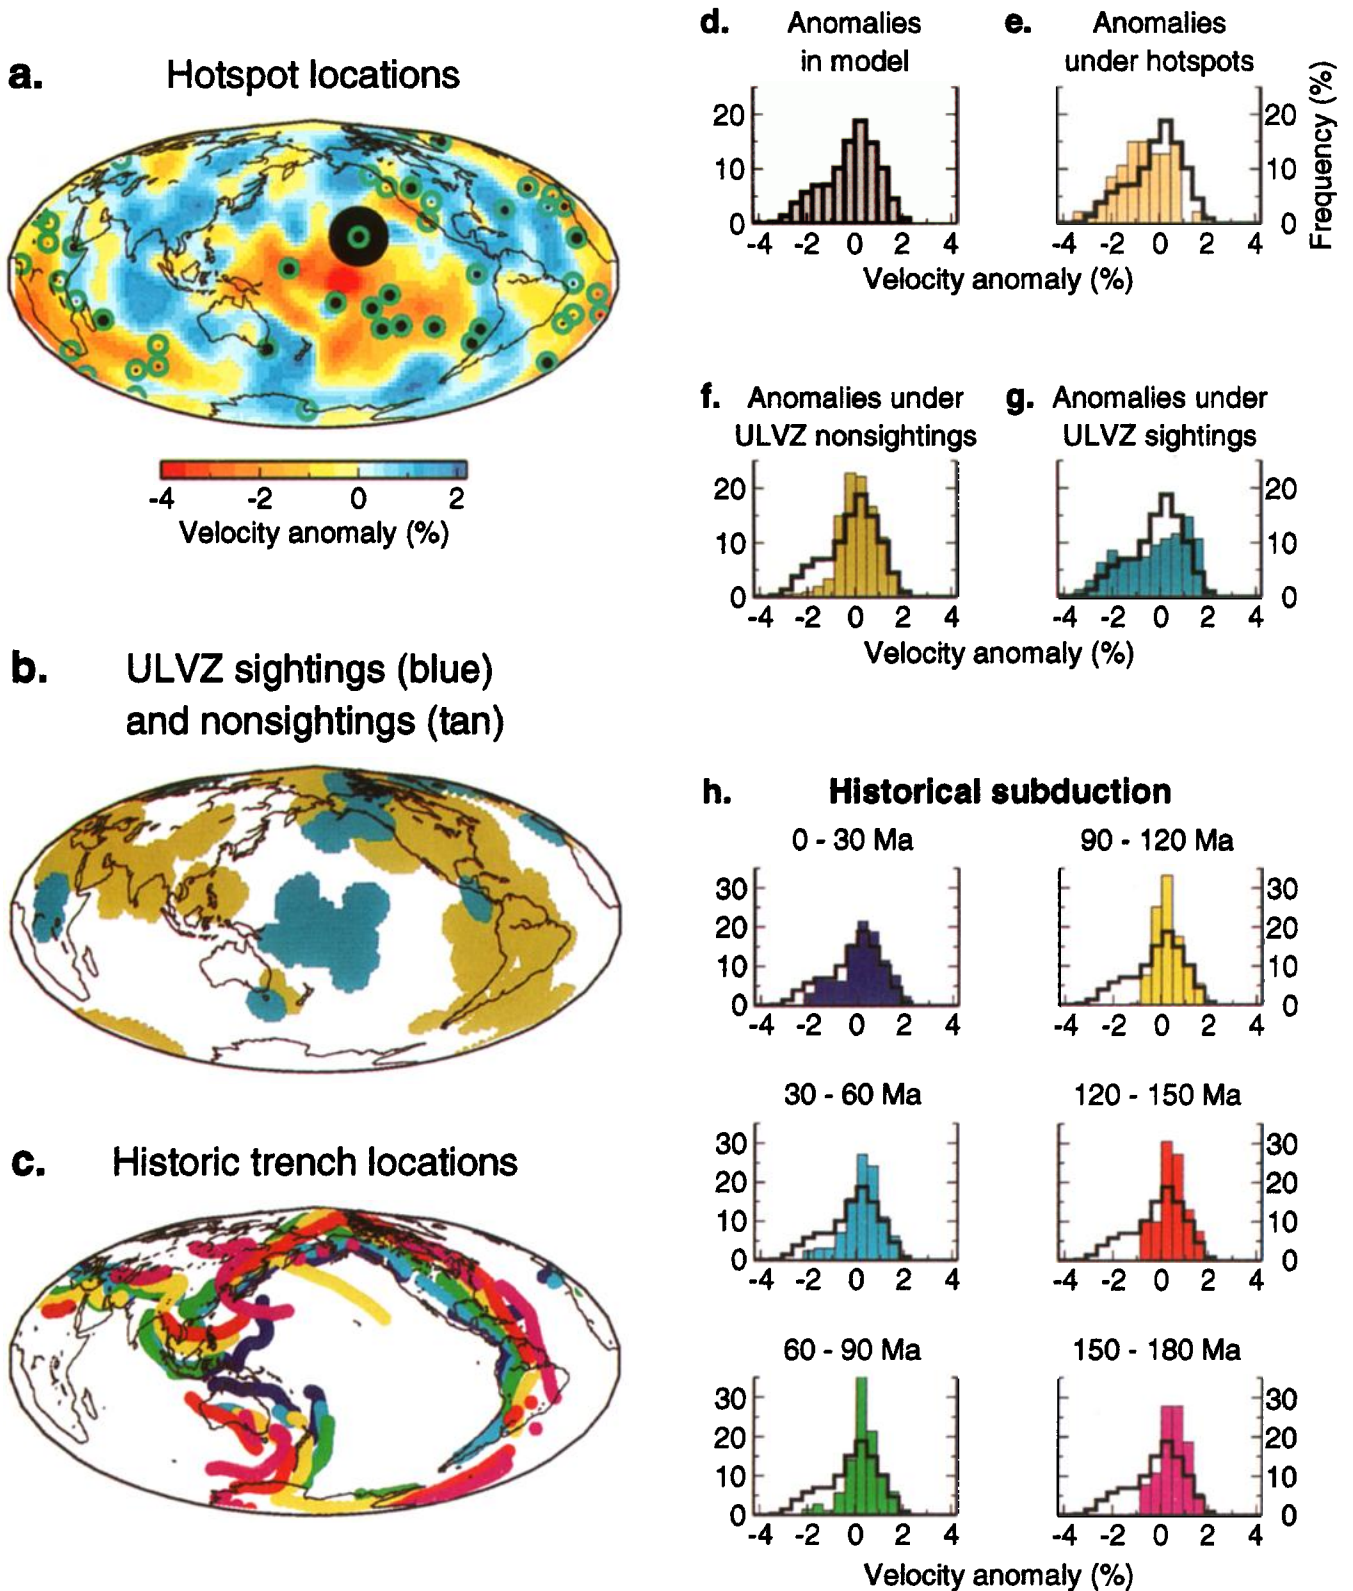 a. Hotspot locations
-4 -2 0 2
Velocity anomaly (%)
b. ULVZ sightings (blue)
and nonsightings (tan)
c. Historic trench locations
d. Anomalies
in model
20
10
0
-4 -2 0 2 4
e. Anomalies
under hotspots
20
10
0
-4 -2 0 2 4
Frequency (%)
Velocity anomaly (%)
f. Anomalies under
ULVZ nonsightings
20
10
0
-4 -2 0 2 4
g. Anomalies under
ULVZ sightings
20
10
0
-4 -2 0 2 4
Velocity anomaly (%)
h. Historical subduction
0 - 30 Ma
30
20
10
0
-4 -2 0 2 4
90 - 120 Ma
30
20
10
0
-4 -2 0 2 4
30 - 60 Ma
30
20
10
0
-4 -2 0 2 4
120 - 150 Ma
30
20
10
0
-4 -2 0 2 4
60 - 90 Ma
30
20
10
0
-4 -2 0 2 4
150 - 180 Ma
30
20
10
0
-4 -2 0 2 4
Velocity anomaly (%)